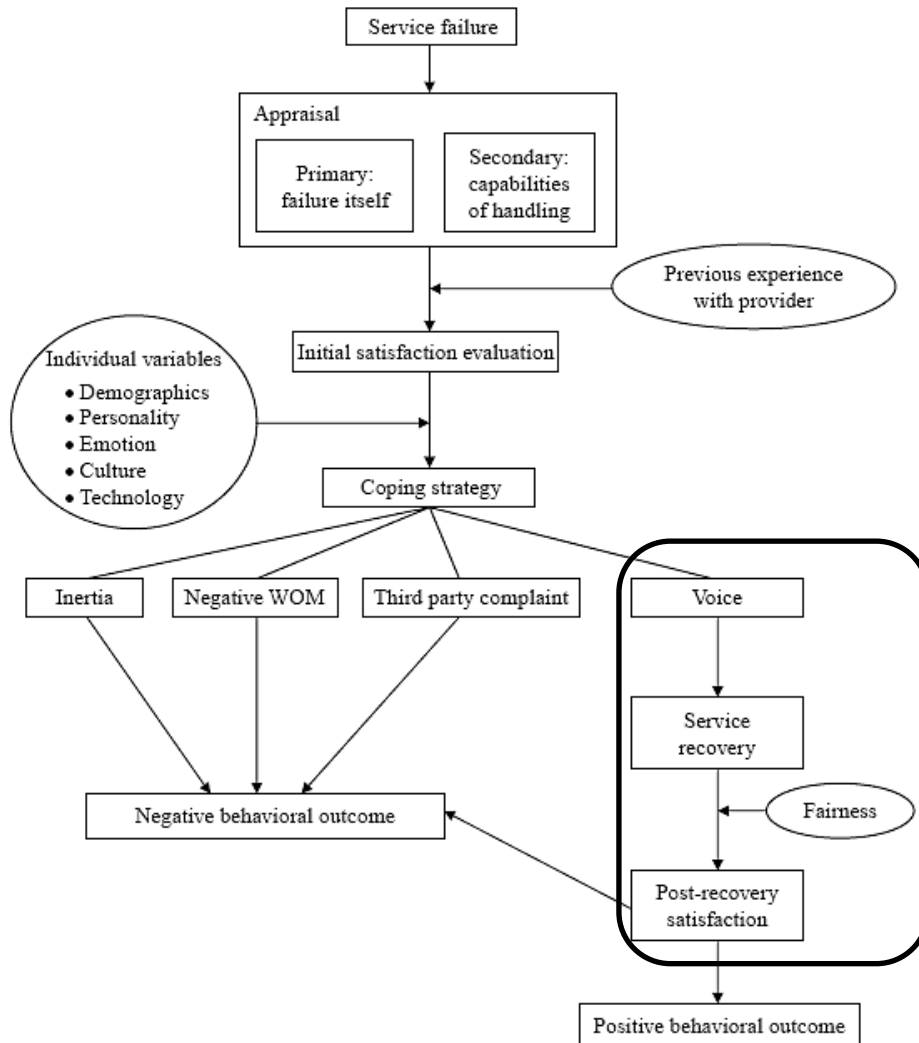 Service failure
Appraisal
Primary:
failure itself
Secondary:
capabilities
of handling
Previous experience
with provider
Initial satisfaction evaluation
Individual variables
• Demographics
• Personality
• Emotion
• Culture
• Technology
Coping strategy
Inertia
Negative WOM
Third party complaint
Voice
Service
recovery
Fairness
Negative behavioral outcome
Post-recovery
satisfaction
Positive behavioral outcome